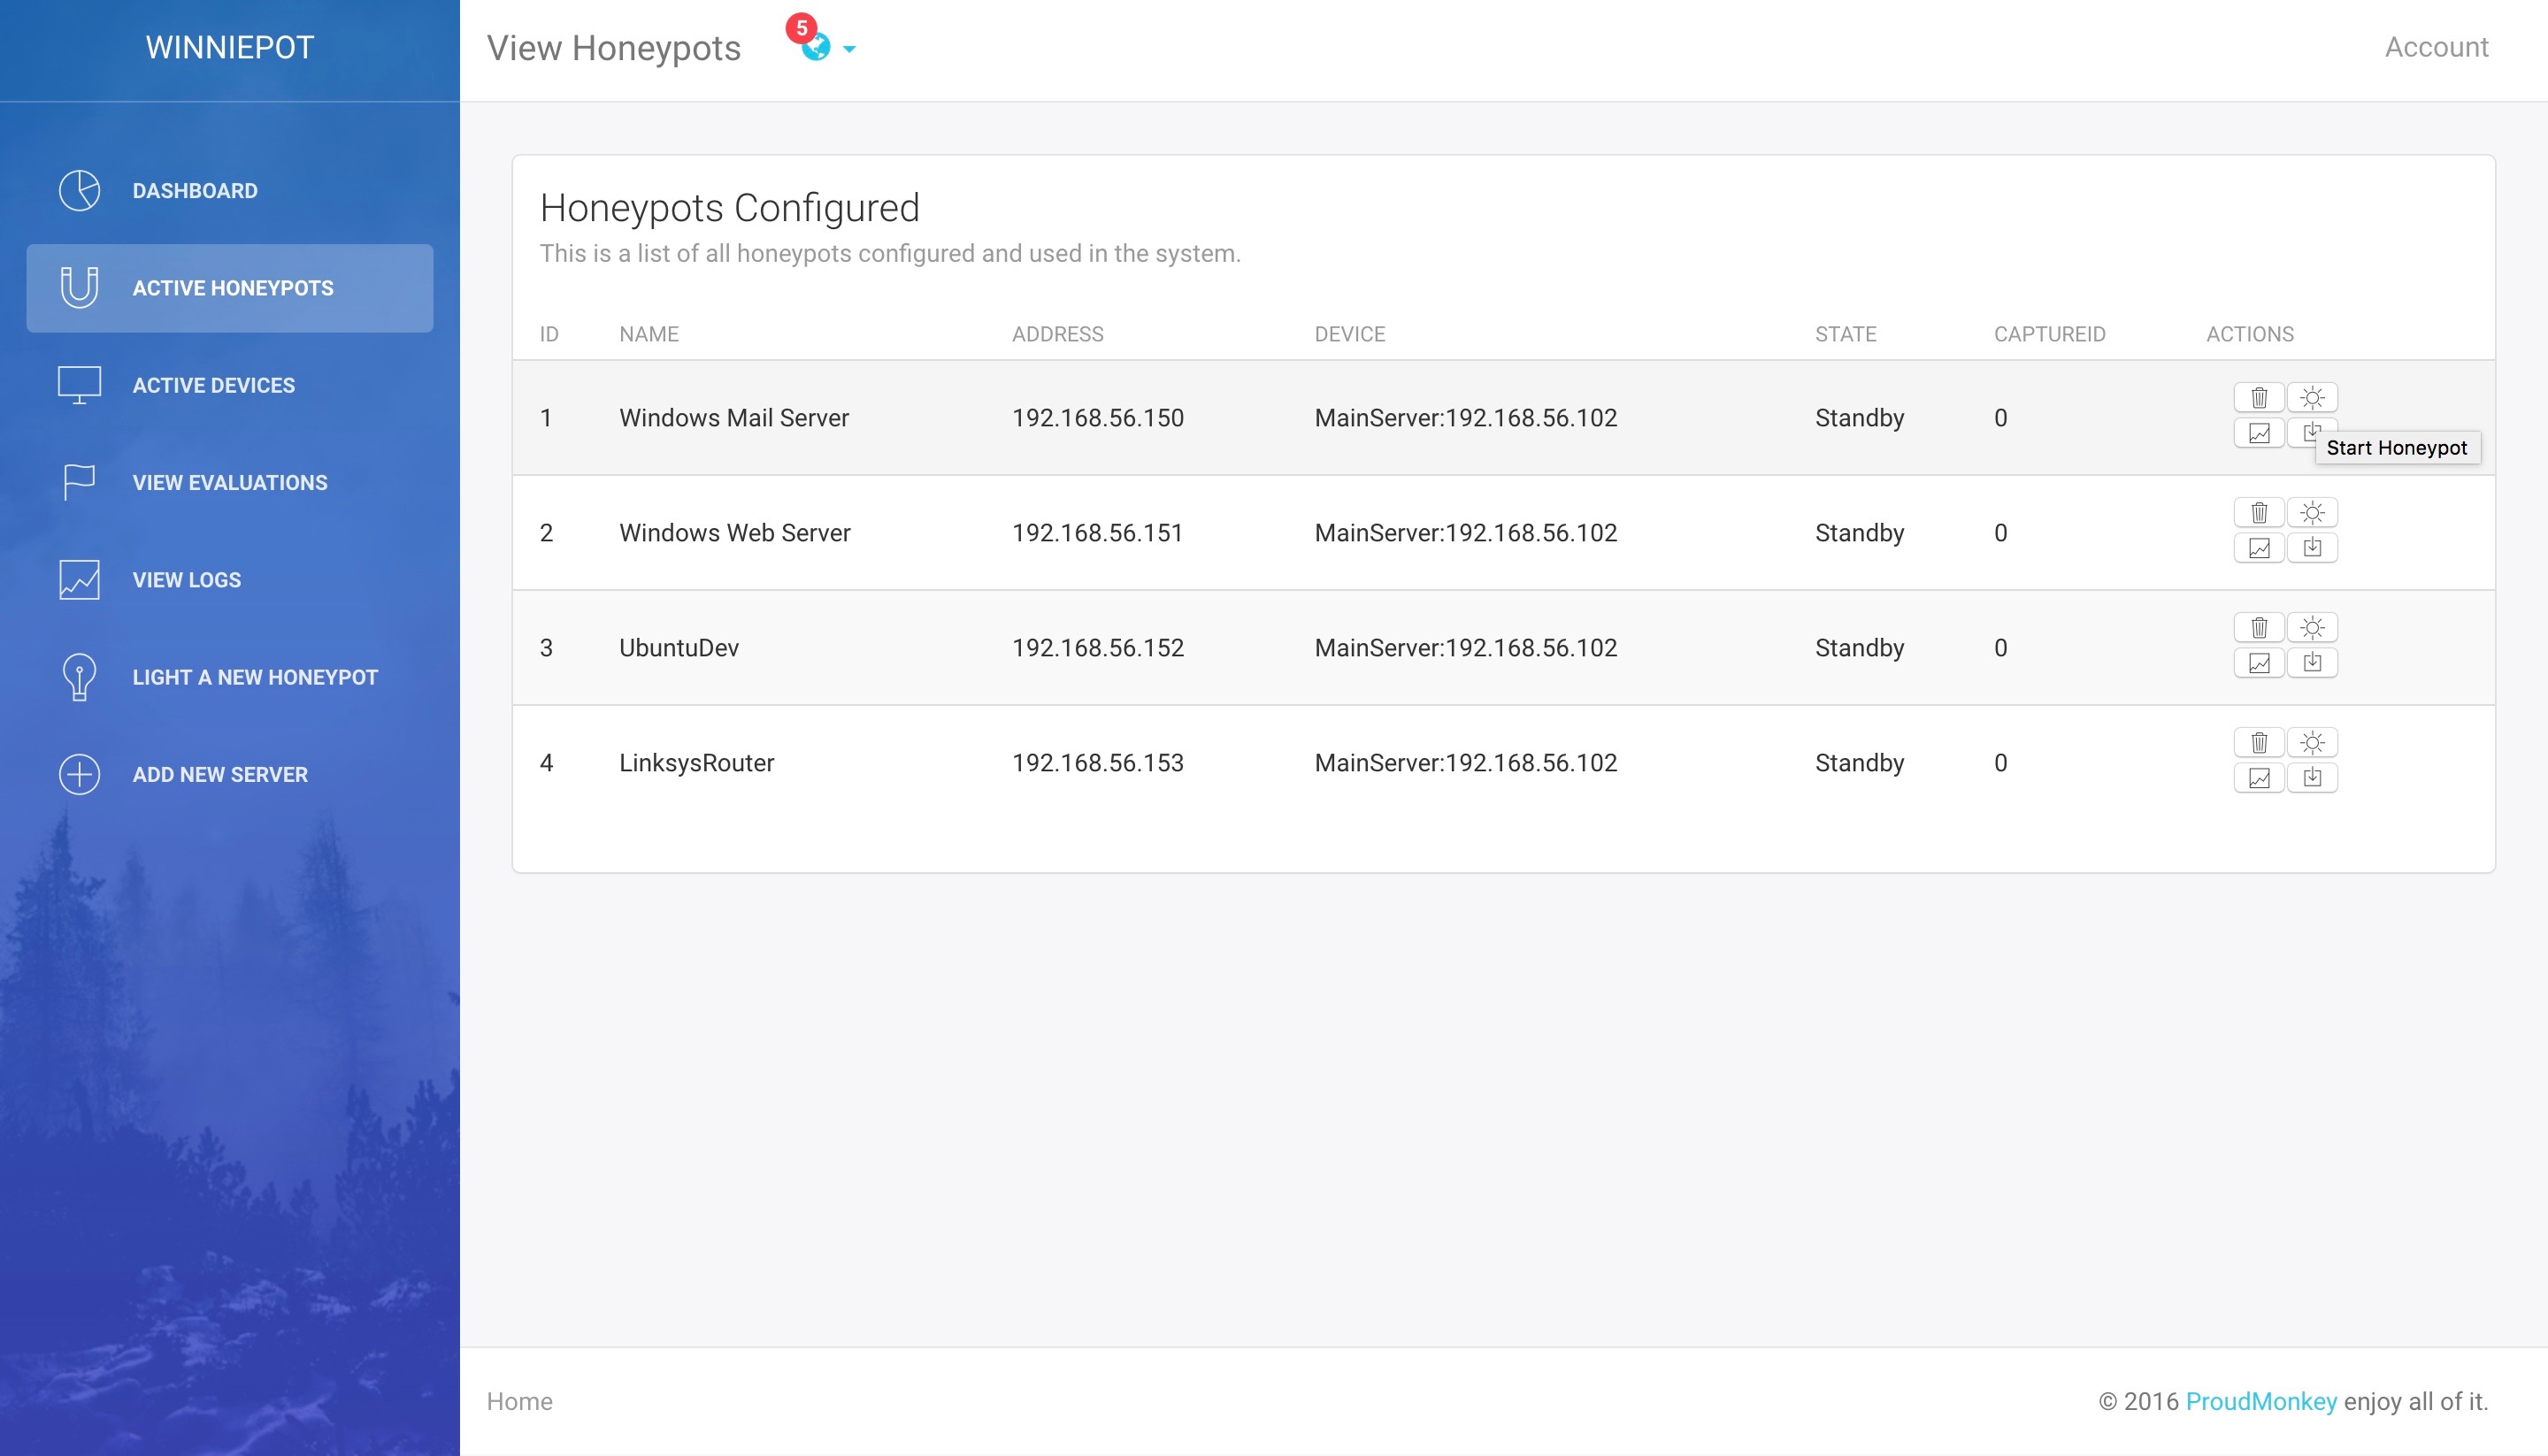 WINNIEPOT
View Honeypots
5
Account
DASHBOARD
ACTIVE HONEYPOTS
ACTIVE DEVICES
VIEW EVALUATIONS
VIEW LOGS
LIGHT A NEW HONEYPOT
ADD NEW SERVER
Honeypots Configured
This is a list of all honeypots configured and used in the system.
ID NAME ADDRESS DEVICE STATE CAPTUREID ACTIONS
1 Windows Mail Server 192.168.56.150 MainServer:192.168.56.102 Standby 0
Start Honeypot
2 Windows Web Server 192.168.56.151 MainServer:192.168.56.102 Standby 0
3 UbuntuDev 192.168.56.152 MainServer:192.168.56.102 Standby 0
4 LinksysRouter 192.168.56.153 MainServer:192.168.56.102 Standby 0
Home
© 2016 ProudMonkey enjoy all of it.